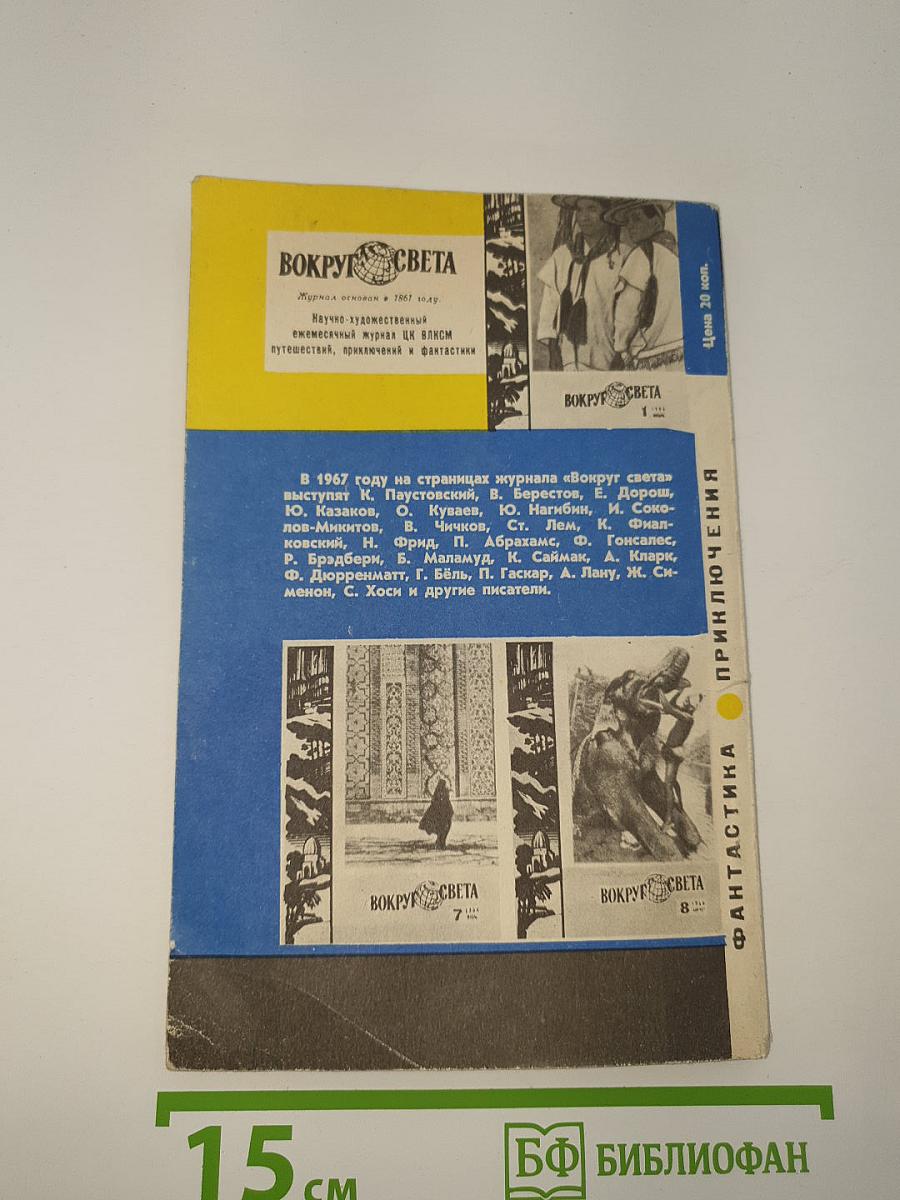 ВОКРУГ СВЕТА
Журнал основан в 1861 году.
Научно-художественный
ежемесячный журнал ЦК ВЛКСМ
путешествий, приключений и фантастики
Цена 20 коп.
ВОКРУГ СВЕТА
1
В 1967 году на страницах журнала «Вокруг света»
выступят К. Паустовский, В. Берестов, Е. Дорош,
Ю. Казаков, О. Куваев, Ю. Нагибин, И. Соко-
лов-Микитов, В. Чичков, Ст. Лем, К. Фиал-
ковский, Н. Фрид, П. Абрахамс, Ф. Гонсалес,
Р. Брэдбери, Б. Маламуд, К. Саймак, А. Кларк,
Ф. Дюрренматт, Г. Бёль, П. Гаскар, А. Лану, Ж. Си-
менон, С. Хоси и другие писатели.
ВОКРУГ СВЕТА
7
ВОКРУГ СВЕТА
8
ФАНТАСТИКА ПРИКЛЮЧЕНИЯ
15 см
БФ БИБЛИОФАН